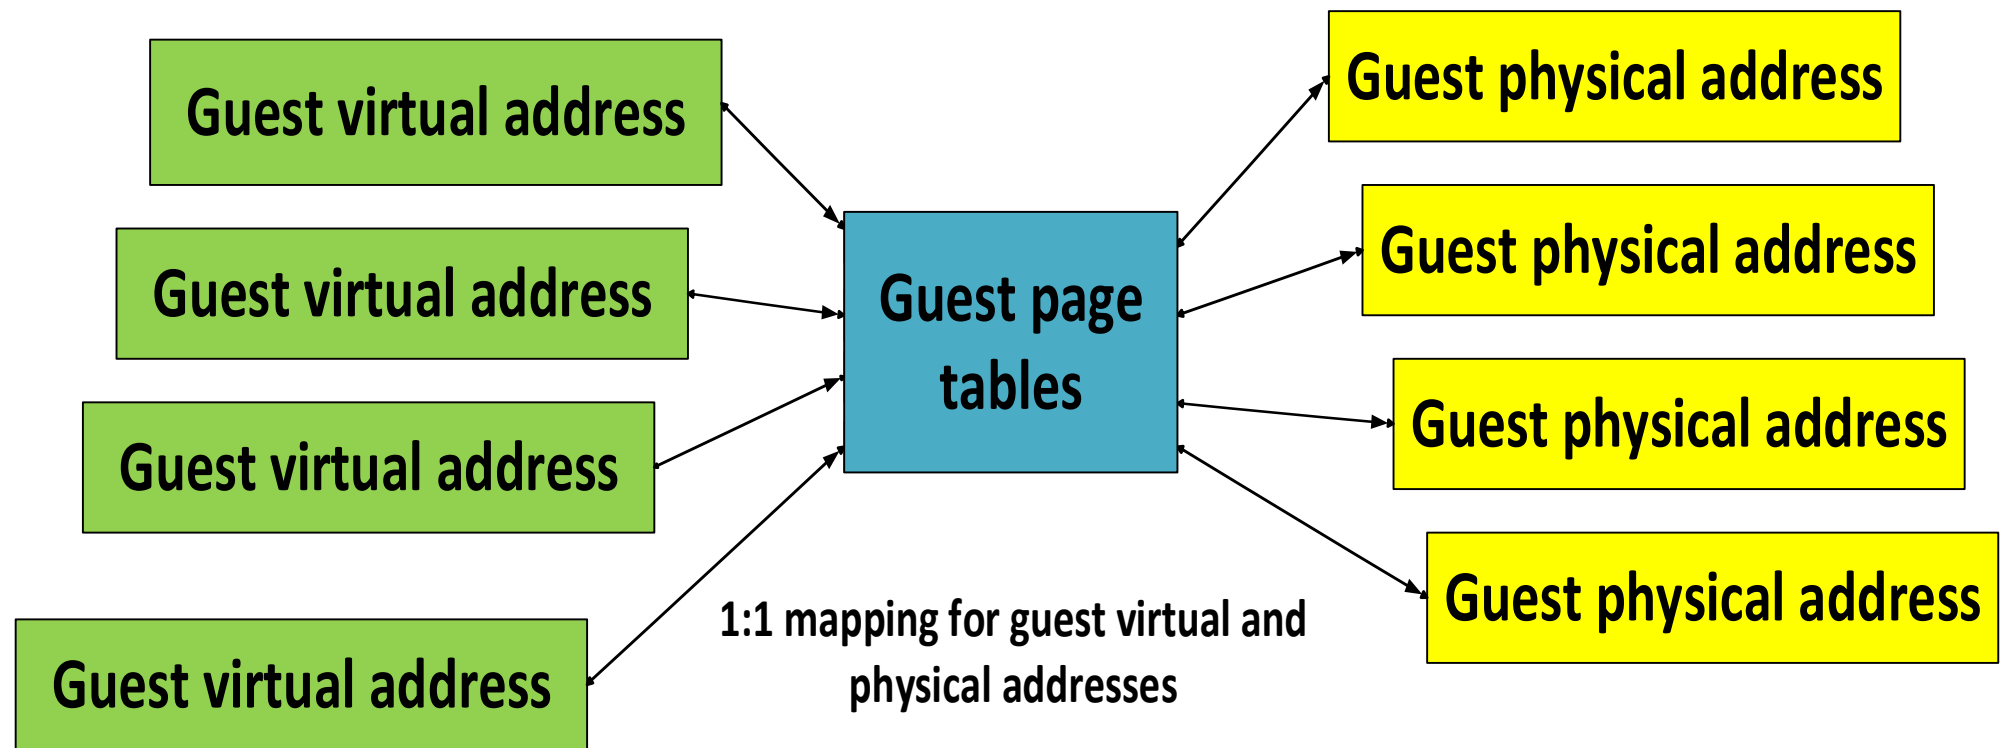 Guest virtual address
Guest virtual address
Guest virtual address
Guest virtual address
Guest page
tables
1:1 mapping for guest virtual and
physical addresses
Guest physical address
Guest physical address
Guest physical address
Guest physical address